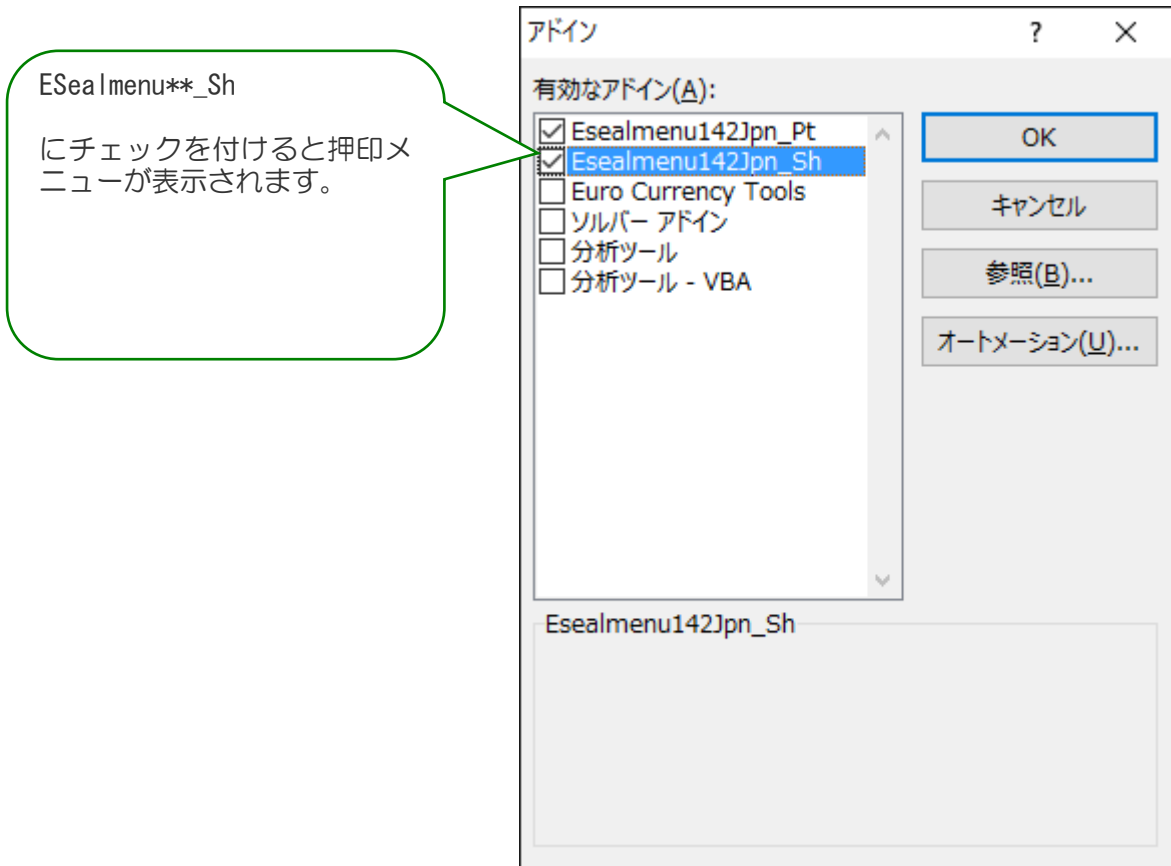 ESealmenu**_Sh
にチェックを付けると押印メ
ニューが表示されます。
アドイン
?
有効なアドイン(A):
Esealmenu142Jpn_Pt
Esealmenu142Jpn_Sh
Euro Currency Tools
ソルバー アドイン
分析ツール
分析ツール - VBA
OK
キャンセル
参照(B)...
オートメーション(U)...
Esealmenu142Jpn_Sh